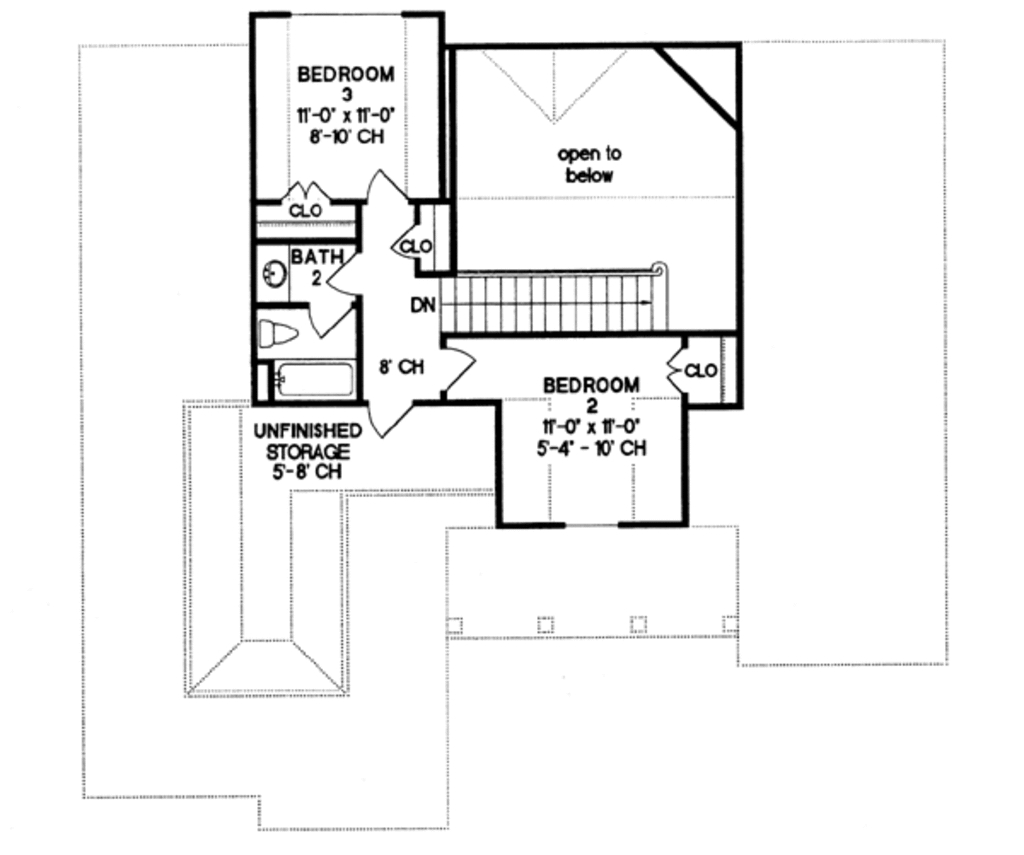 BEDROOM
3
11'-0" x 11'-0"
8'-10' CH
open to
below
CLO
CLO
BATH
2
DN
8' CH
CLO
BEDROOM
2
11'-0" x 11'-0"
5'-4" - 10' CH
UNFINISHED
STORAGE
5'-8' CH